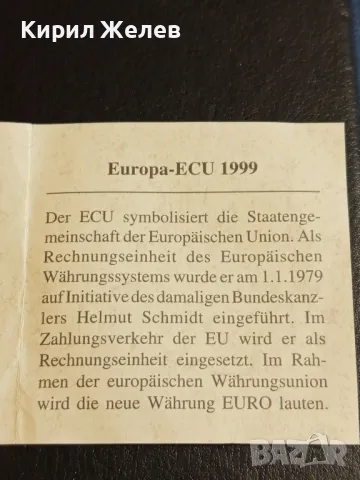 Кирил Желев
Europa-ECU 1999
Der ECU symbolisiert die Staatenge-
meinschaft der Europäischen Union. Als
Rechnungseinheit des Europäischen
Währungssystems wurde er am 1.1.1979
auf Initiative des damaligen Bundeskanz-
lers Helmut Schmidt eingeführt. Im
Zahlungsverkehr der EU wird er als
Rechnungseinheit eingesetzt. Im Rah-
men der europäischen Währungsunion
wird die neue Währung EURO lauten.
BAZAR